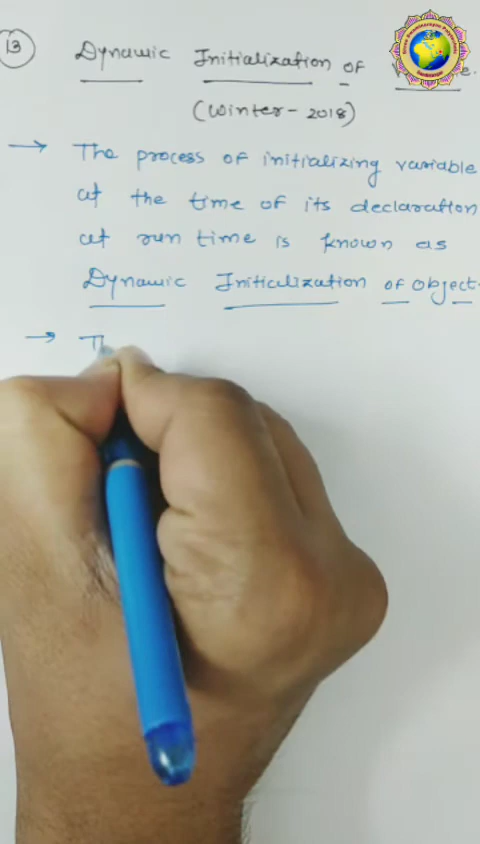 13 Dynamic Initialization of
(Winter - 2018)
→ The process of initializing variable
at the time of its declaration
at run time is known as
Dynamic Initialization of Object.
→ Th